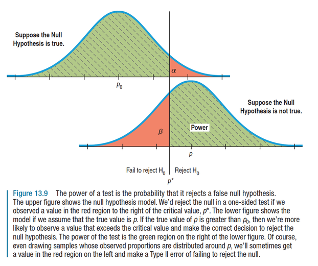 Suppose the Null
Hypothesis is true.
α
p₀
Suppose the Null
Hypothesis is not true.
β
Power
p
Fail to reject H₀ Reject H₀
p*
Figure 13.9 The power of a test is the probability that it rejects a false null hypothesis.
The upper figure shows the null hypothesis model. We'd reject the null in a one-sided test if we
observed a value in the red region to the right of the critical value, p*. The lower figure shows the
model if we assume that the true value is p. If the true value of p is greater than p₀, then we're more
likely to observe a value that exceeds the critical value and make the correct decision to reject the
null hypothesis. The power of the test is the green region on the right of the lower figure. Of course,
even drawing samples whose observed proportions are distributed around p, we'll sometimes get
a value in the red region on the left and make a Type II error of failing to reject the null.